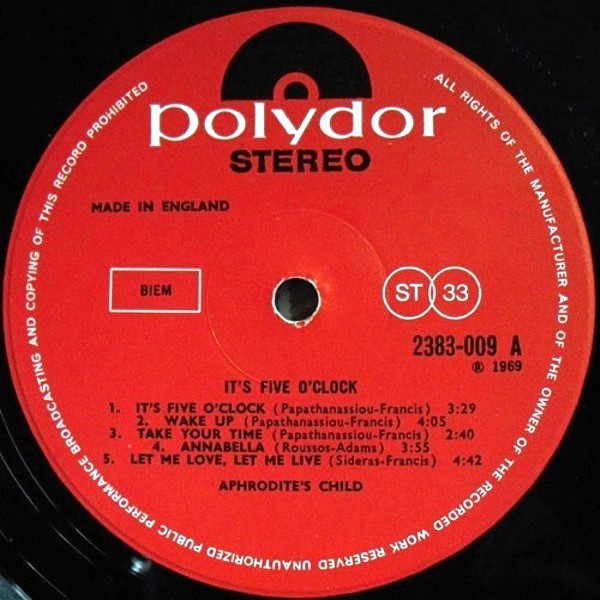 polydor
STEREO
MADE IN ENGLAND
BIEM
ST 33
2383-009 A
℗ 1969
IT'S FIVE O'CLOCK
1. IT'S FIVE O'CLOCK (Papathanassiou-Francis) 3:29
2. WAKE UP (Papathanassiou-Francis) 4:05
3. TAKE YOUR TIME (Papathanassiou-Francis) 2:40
4. ANNABELLA (Roussos-Adams) 3:55
5. LET ME LOVE, LET ME LIVE (Sideras-Francis) 4:42
APHRODITE'S CHILD
ALL RIGHTS OF THE MANUFACTURER AND OF THE OWNER OF THE RECORDED WORK RESERVED UNAUTHORIZED PUBLIC PERFORMANCE BROADCASTING AND COPYING OF THIS RECORD PROHIBITED